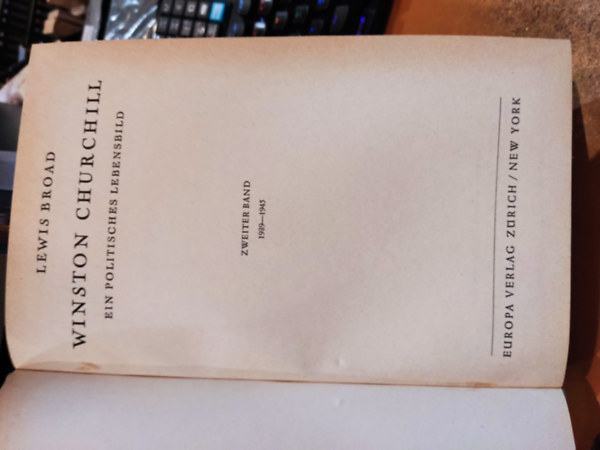 LEWIS BROAD
WINSTON CHURCHILL
EIN POLITISCHES LEBENSBILD
ZWEITER BAND
1939—1945
EUROPA VERLAG ZÜRICH / NEW YORK